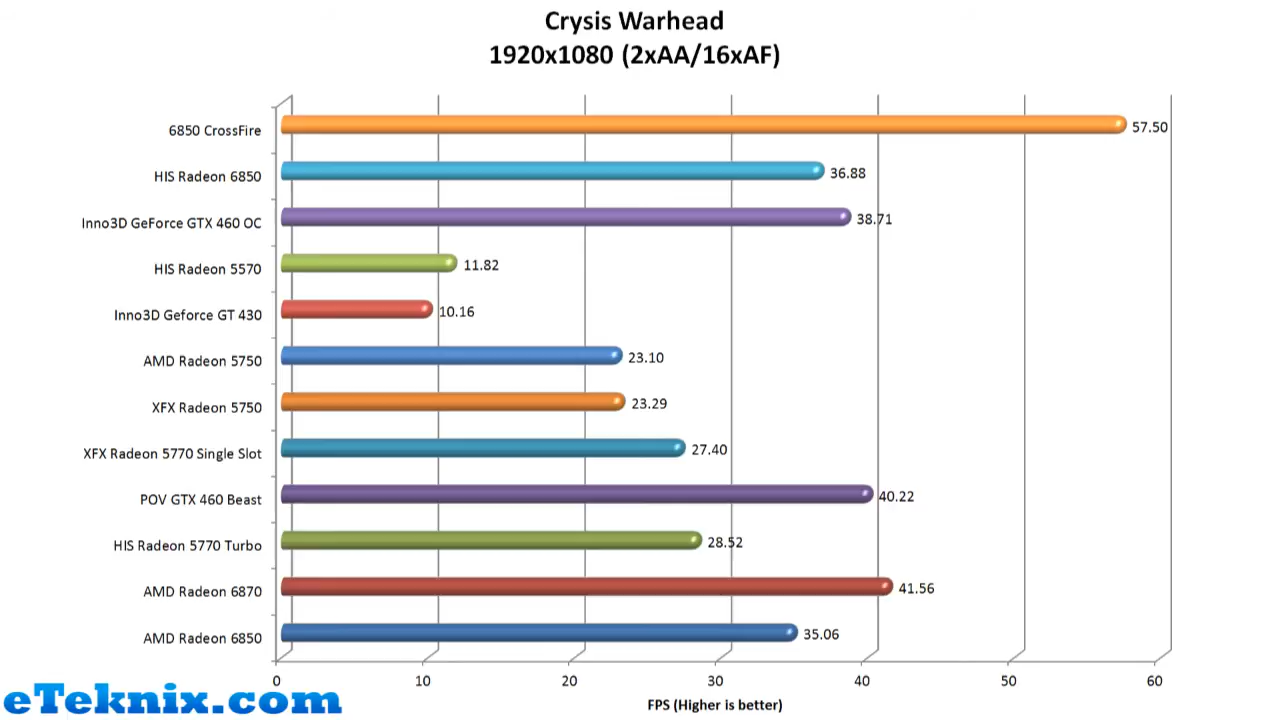 Crysis Warhead
1920x1080 (2xAA/16xAF)
6850 CrossFire 57.50
HIS Radeon 6850 36.88
Inno3D GeForce GTX 460 OC 38.71
HIS Radeon 5570 11.82
Inno3D Geforce GT 430 10.16
AMD Radeon 5750 23.10
XFX Radeon 5750 23.29
XFX Radeon 5770 Single Slot 27.40
POV GTX 460 Beast 40.22
HIS Radeon 5770 Turbo 28.52
AMD Radeon 6870 41.56
AMD Radeon 6850 35.06
0 10 20 30 40 50 60
FPS (Higher is better)
eTeknix.com